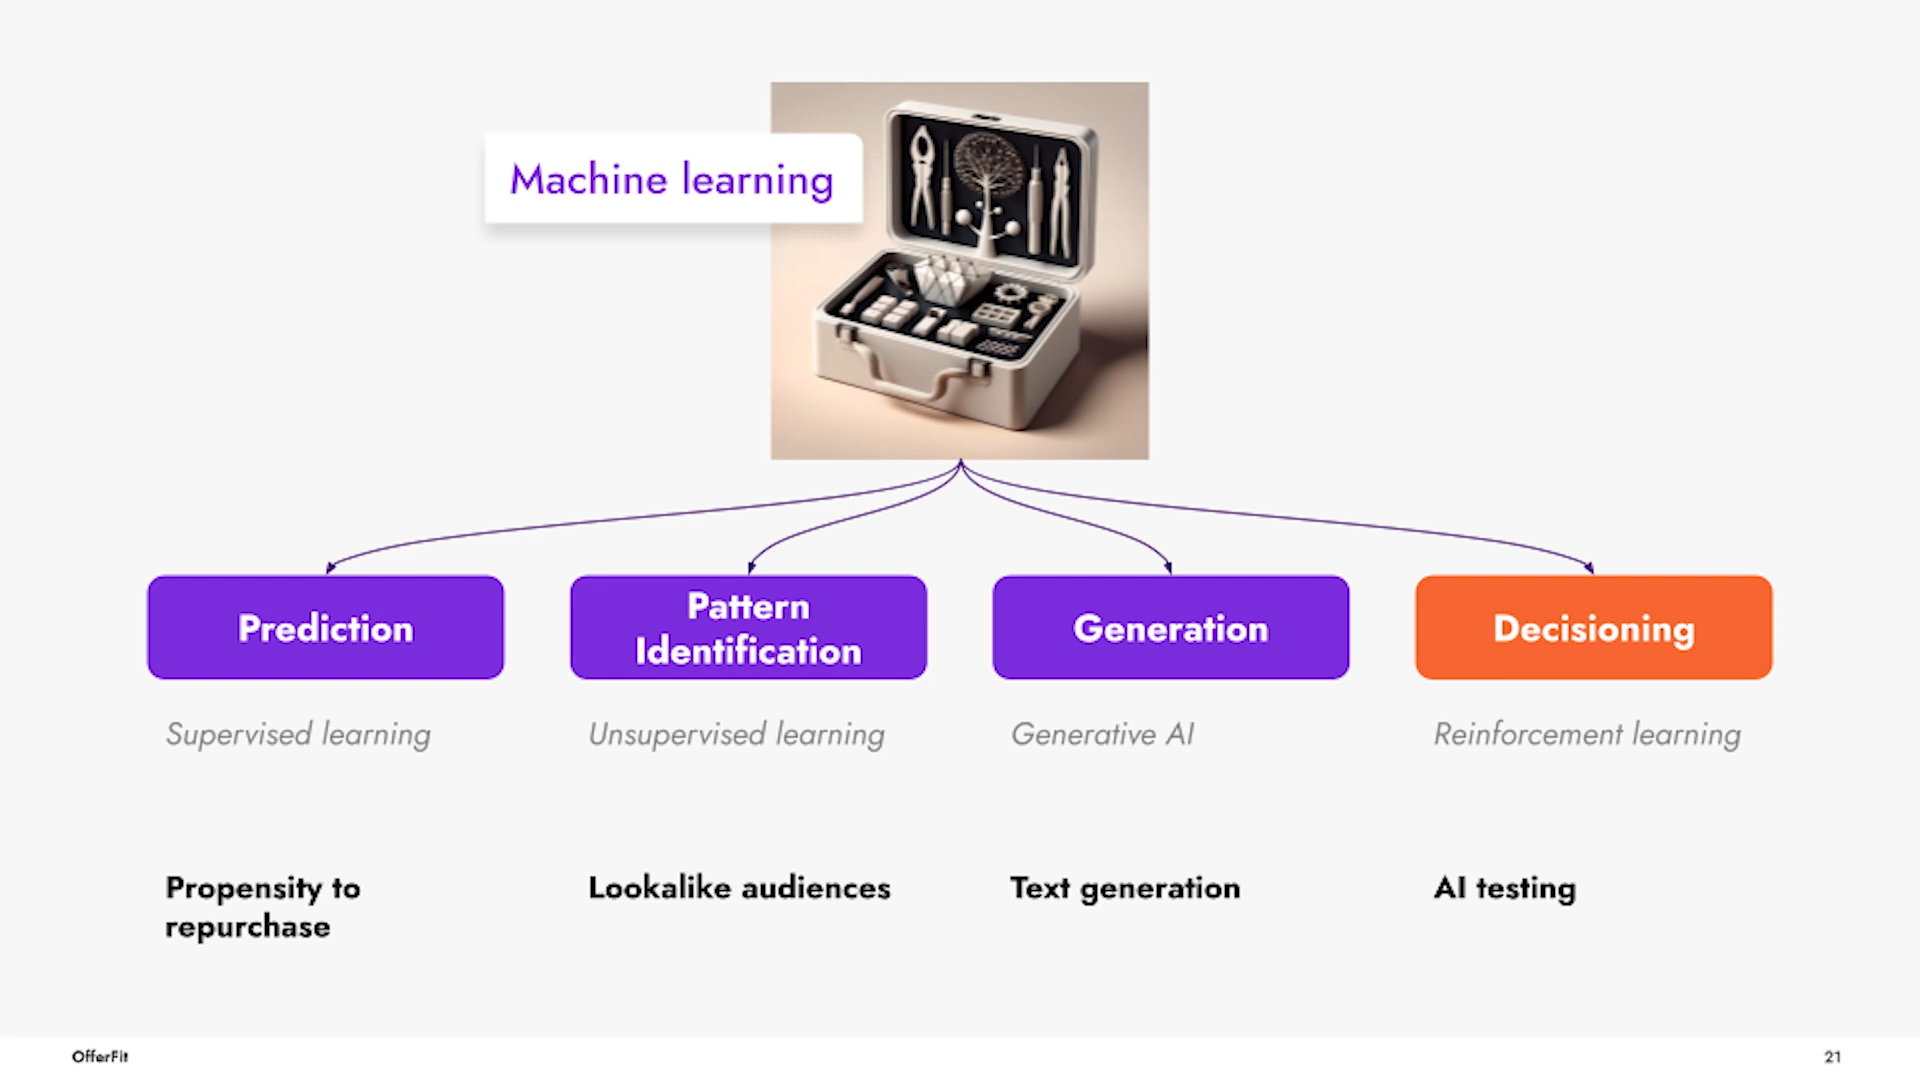 Machine learning
Prediction
Pattern
Identification
Generation
Decisioning
Supervised learning
Unsupervised learning
Generative AI
Reinforcement learning
Propensity to
repurchase
Lookalike audiences
Text generation
AI testing
OfferFit
21